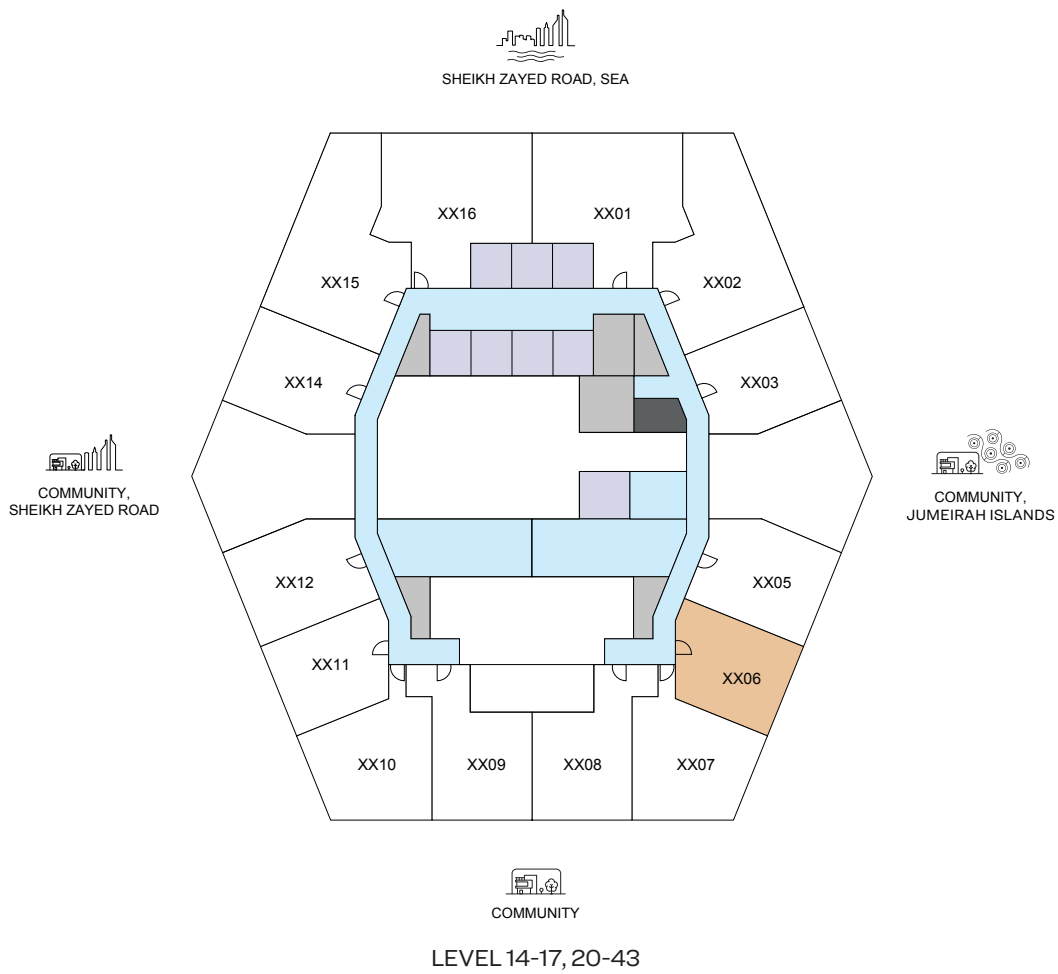 SHEIKH ZAYED ROAD, SEA
XX16
XX01
XX15
XX02
XX14
XX03
COMMUNITY,
SHEIKH ZAYED ROAD
COMMUNITY,
JUMEIRAH ISLANDS
XX12
XX05
XX11
XX06
XX10
XX09
XX08
XX07
COMMUNITY
LEVEL 14-17, 20-43